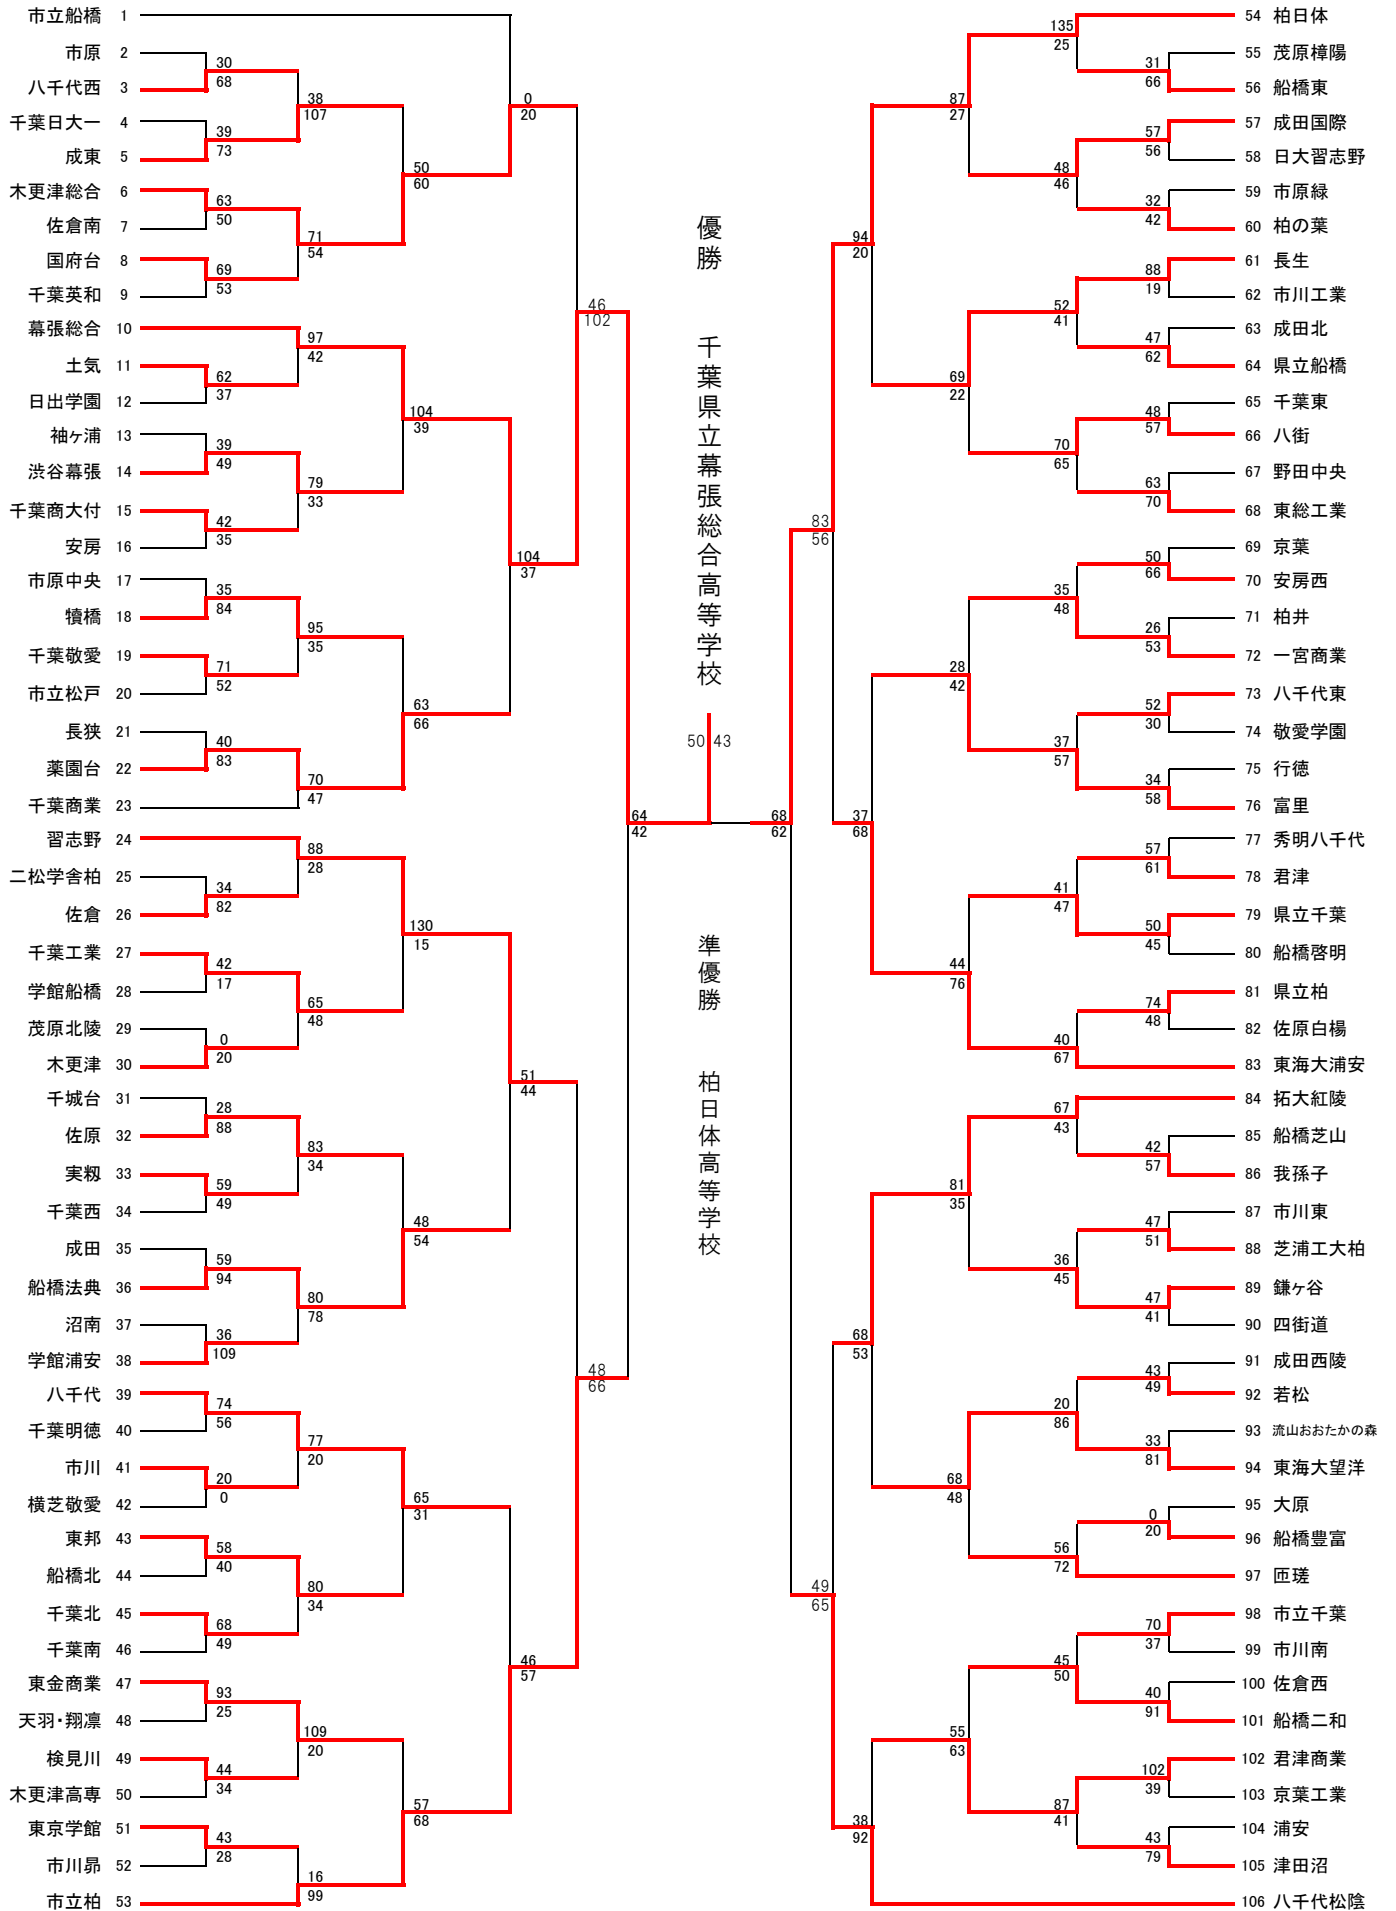 市立船橋 1
市原 2
八千代西 3
千葉日大一 4
成東 5
木更津総合 6
佐倉南 7
国府台 8
千葉英和 9
幕張総合 10
土気 11
日出学園 12
袖ヶ浦 13
渋谷幕張 14
千葉商大付 15
安房 16
市原中央 17
犢橋 18
千葉敬愛 19
市立松戸 20
長狭 21
薬園台 22
千葉商業 23
習志野 24
二松学舎柏 25
佐倉 26
千葉工業 27
学館船橋 28
茂原北陵 29
木更津 30
千城台 31
佐原 32
実籾 33
千葉西 34
成田 35
船橋法典 36
沼南 37
学館浦安 38
八千代 39
千葉明徳 40
市川 41
横芝敬愛 42
東邦 43
船橋北 44
千葉北 45
千葉南 46
東金商業 47
天羽・翔凛 48
検見川 49
木更津高専 50
東京学館 51
市川昴 52
市立柏 53
30
68
39
73
63
50
69
53
62
37
39
49
42
35
35
84
71
52
40
83
34
82
42
17
0
20
28
88
59
49
59
94
36
109
74
56
20
0
58
40
68
49
93
25
44
34
43
28
38
107
71
54
97
42
79
33
95
35
70
47
88
28
65
48
83
34
80
78
77
20
80
34
109
20
16
99
50
60
104
39
63
66
130
15
48
54
65
31
57
68
0
20
104
37
51
44
46
57
46
102
48
66
64
42
優勝 千葉県立幕張総合高等学校
50 43
準優勝 柏日体高等学校
68
62
83
56
49
65
94
20
37
68
68
53
38
92
87
27
69
22
28
42
44
76
81
35
68
48
55
63
135
25
48
46
52
41
70
65
35
48
37
57
41
47
40
67
67
43
36
45
20
86
56
72
45
50
87
41
31
66
57
56
32
42
88
19
47
62
48
57
63
70
50
66
26
53
52
30
34
58
57
61
50
45
74
48
42
57
47
51
47
41
43
49
33
81
0
20
70
37
40
91
102
39
43
79
54 柏日体
55 茂原樟陽
56 船橋東
57 成田国際
58 日大習志野
59 市原緑
60 柏の葉
61 長生
62 市川工業
63 成田北
64 県立船橋
65 千葉東
66 八街
67 野田中央
68 東総工業
69 京葉
70 安房西
71 柏井
72 一宮商業
73 八千代東
74 敬愛学園
75 行徳
76 富里
77 秀明八千代
78 君津
79 県立千葉
80 船橋啓明
81 県立柏
82 佐原白楊
83 東海大浦安
84 拓大紅陵
85 船橋芝山
86 我孫子
87 市川東
88 芝浦工大柏
89 鎌ヶ谷
90 四街道
91 成田西陵
92 若松
93 流山おおたかの森
94 東海大望洋
95 大原
96 船橋豊富
97 匝瑳
98 市立千葉
99 市川南
100 佐倉西
101 船橋二和
102 君津商業
103 京葉工業
104 浦安
105 津田沼
106 八千代松陰